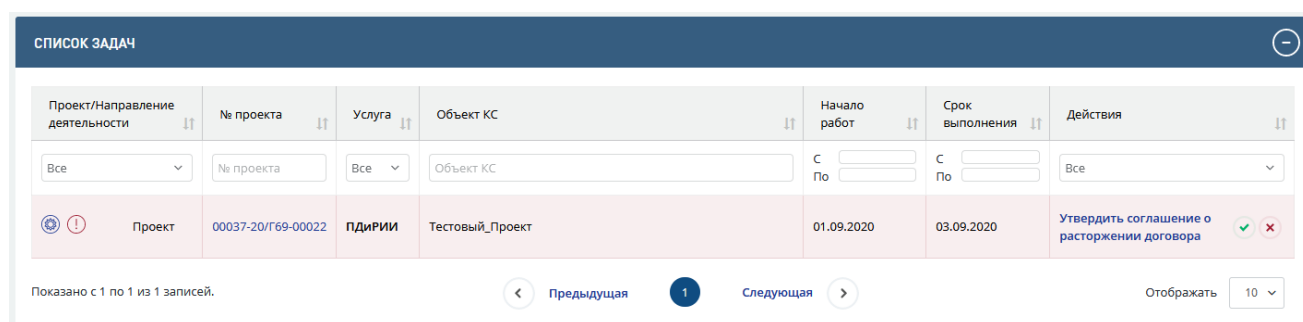 СПИСОК ЗАДАЧ
Проект/Направление деятельности
№ проекта
Услуга
Объект КС
Начало работ
Срок выполнения
Действия
Все
№ проекта
Все
Объект КС
С
По
С
По
Все
Проект
00037-20/Г69-00022
ПДиРИИ
Тестовый_Проект
01.09.2020
03.09.2020
Утвердить соглашение о
расторжении договора
Показано с 1 по 1 из 1 записей.
Предыдущая
1
Следующая
Отображать
10